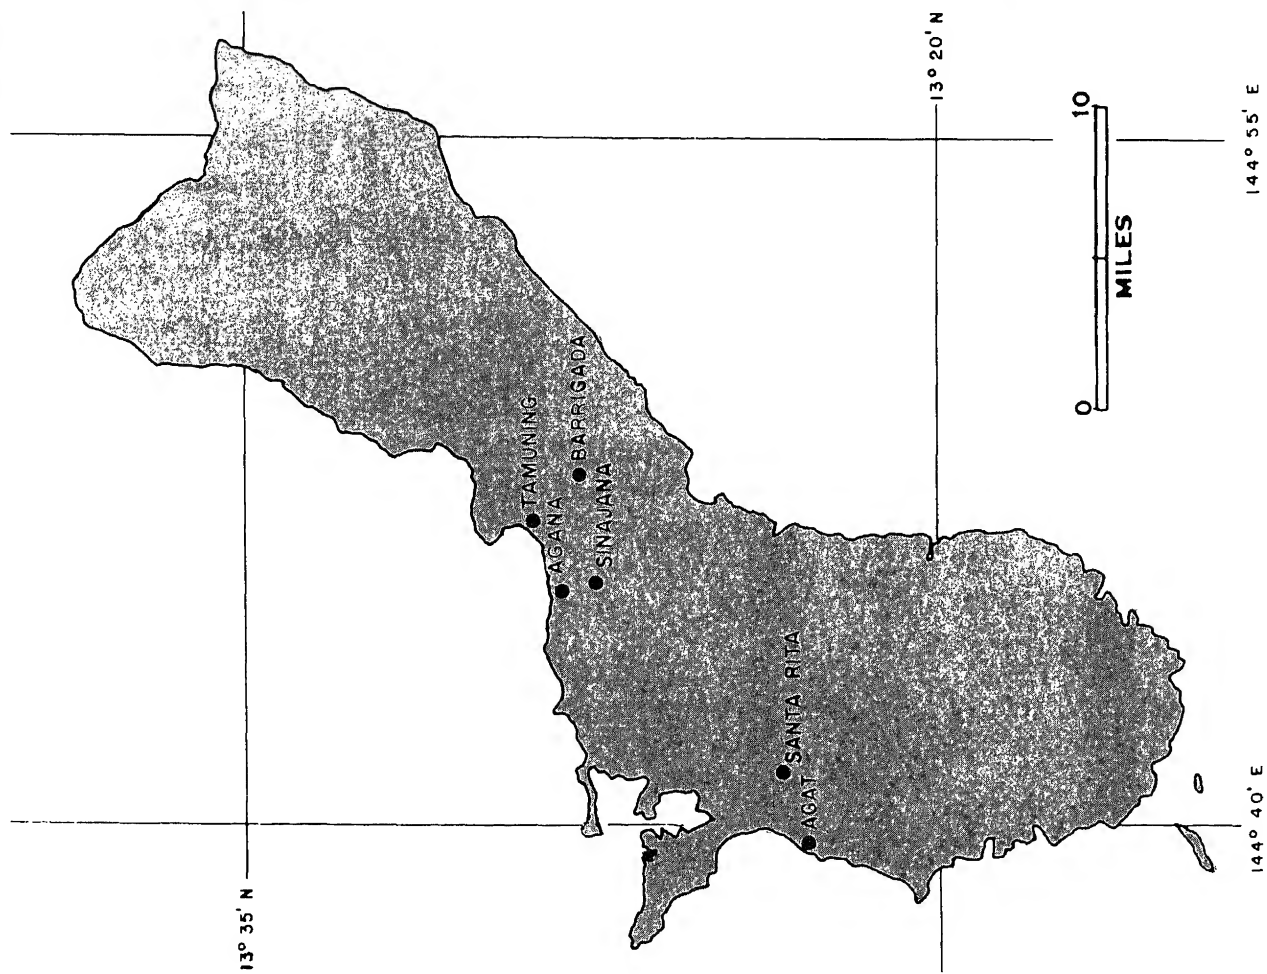 13° 35' N
TAMUNING
AGANA
BARRIGADA
SINAJANA
SANTA RITA
AGAT
13° 20' N
0
10
MILES
144° 40' E
144° 55' E